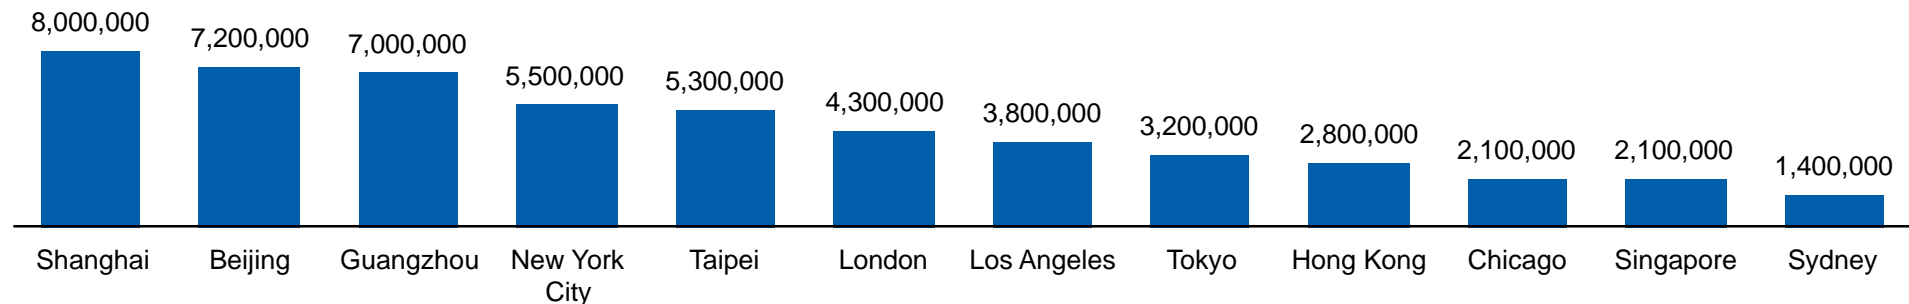 8,000,000
7,200,000
7,000,000
5,500,000
5,300,000
4,300,000
3,800,000
3,200,000
2,800,000
2,100,000
2,100,000
1,400,000
Shanghai
Beijing
Guangzhou
New York
City
Taipei
London
Los Angeles
Tokyo
Hong Kong
Chicago
Singapore
Sydney